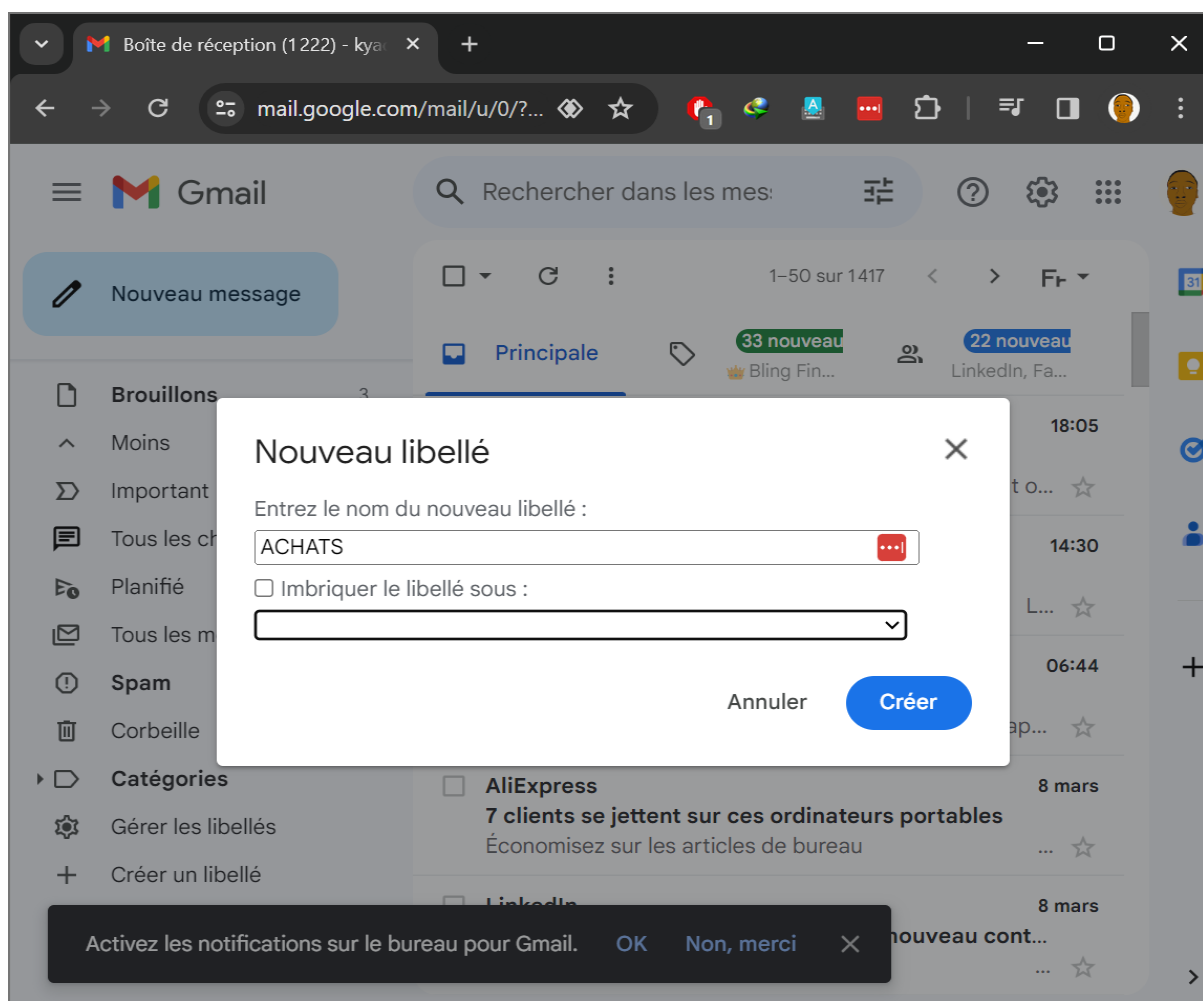 Boîte de réception (1 222) - kya
mail.google.com/mail/u/0/?...
1
Gmail
Rechercher dans les mes
Nouveau message
1–50 sur 1 417
31
Principale
33 nouveau
Bling Fin...
22 nouveau
LinkedIn, Fa...
Brouillons 3
Moins
Important
Tous les ch
Planifié
Tous les m
Spam
Corbeille
Catégories
Gérer les libellés
Créer un libellé
Nouveau libellé
Entrez le nom du nouveau libellé :
ACHATS
Imbriquer le libellé sous :
Annuler
Créer
18:05
t o...
14:30
L...
06:44
ap...
AliExpress 8 mars
7 clients se jettent sur ces ordinateurs portables
Économisez sur les articles de bureau ...
LinkedIn 8 mars
nouveau cont...
...
Activez les notifications sur le bureau pour Gmail. OK Non, merci